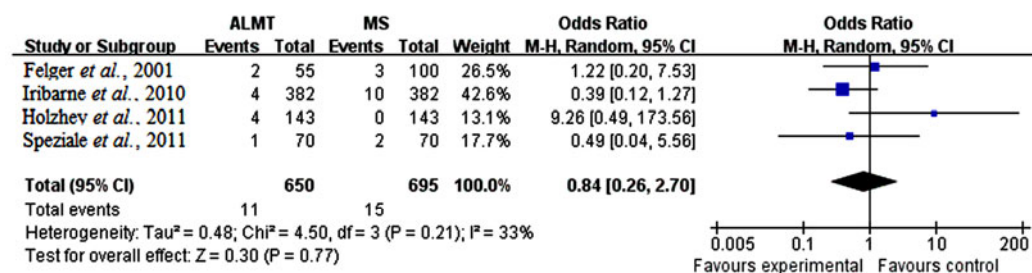 ALMT MS Odds Ratio Odds Ratio
Study or Subgroup Events Total Events Total Weight M-H, Random, 95% CI M-H, Random, 95% CI
Felger et al., 2001 2 55 3 100 26.5% 1.22 [0.20, 7.53]
Iribarne et al., 2010 4 382 10 382 42.6% 0.39 [0.12, 1.27]
Holzhev et al., 2011 4 143 0 143 13.1% 9.26 [0.49, 173.56]
Speziale et al., 2011 1 70 2 70 17.7% 0.49 [0.04, 5.56]
Total (95% CI) 650 695 100.0% 0.84 [0.26, 2.70]
Total events 11 15
Heterogeneity: Tau² = 0.48; Chi² = 4.50, df = 3 (P = 0.21); I² = 33%
Test for overall effect: Z = 0.30 (P = 0.77)
0.005 0.1 1 10 200
Favours experimental Favours control